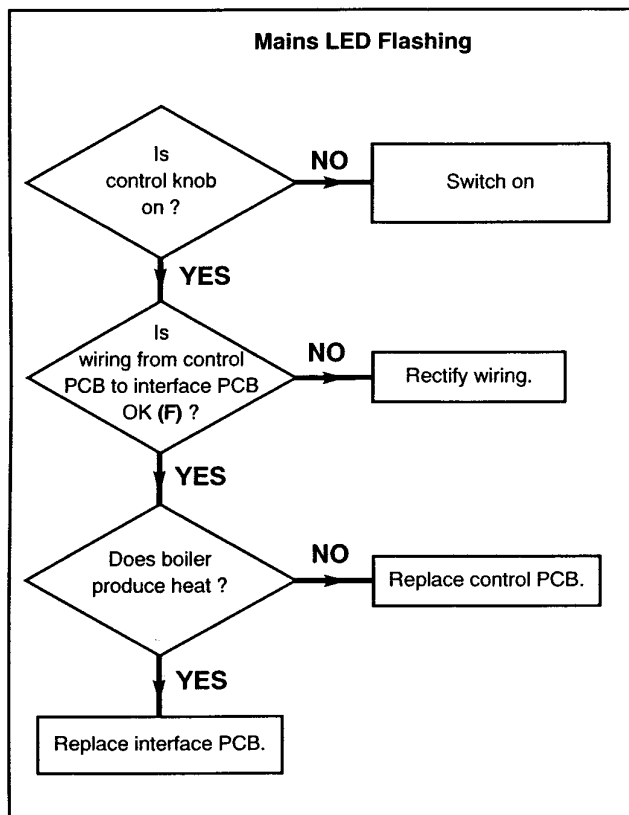 Mains LED Flashing
Is
control knob
on ?
NO
Switch on
YES
Is
wiring from control
PCB to interface PCB
OK (F) ?
NO
Rectify wiring.
YES
Does boiler
produce heat ?
NO
Replace control PCB.
YES
Replace interface PCB.